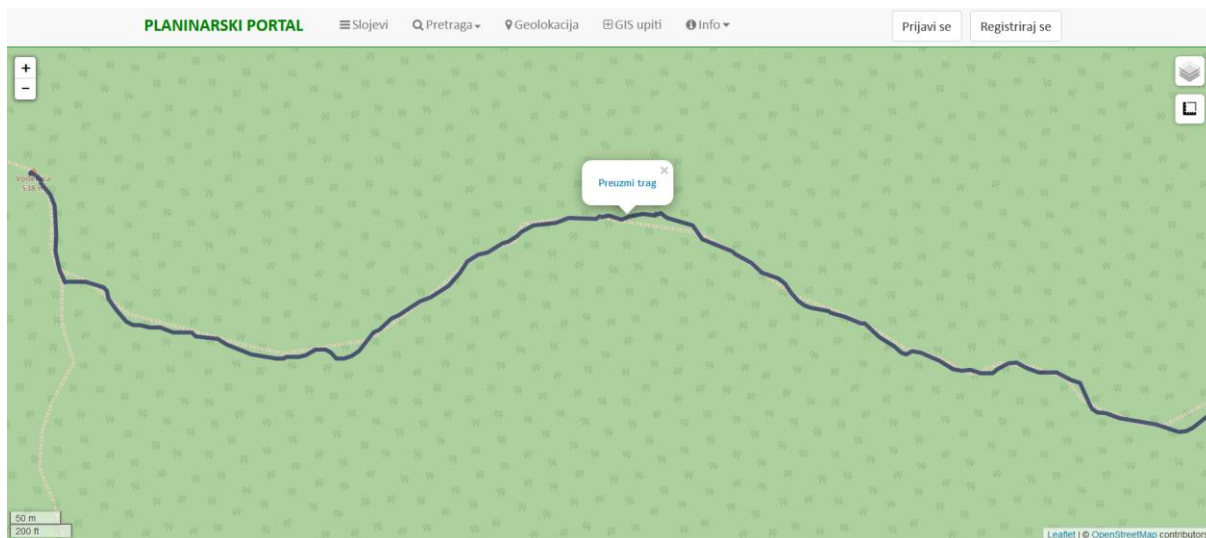 PLANINARSKI PORTAL Slojevi Pretraga Geolokacija GIS upiti Info Prijavi se Registriraj se
+
−
Preuzmi trag ×
538 m
50 m
200 ft
Leaflet | © OpenStreetMap contributors